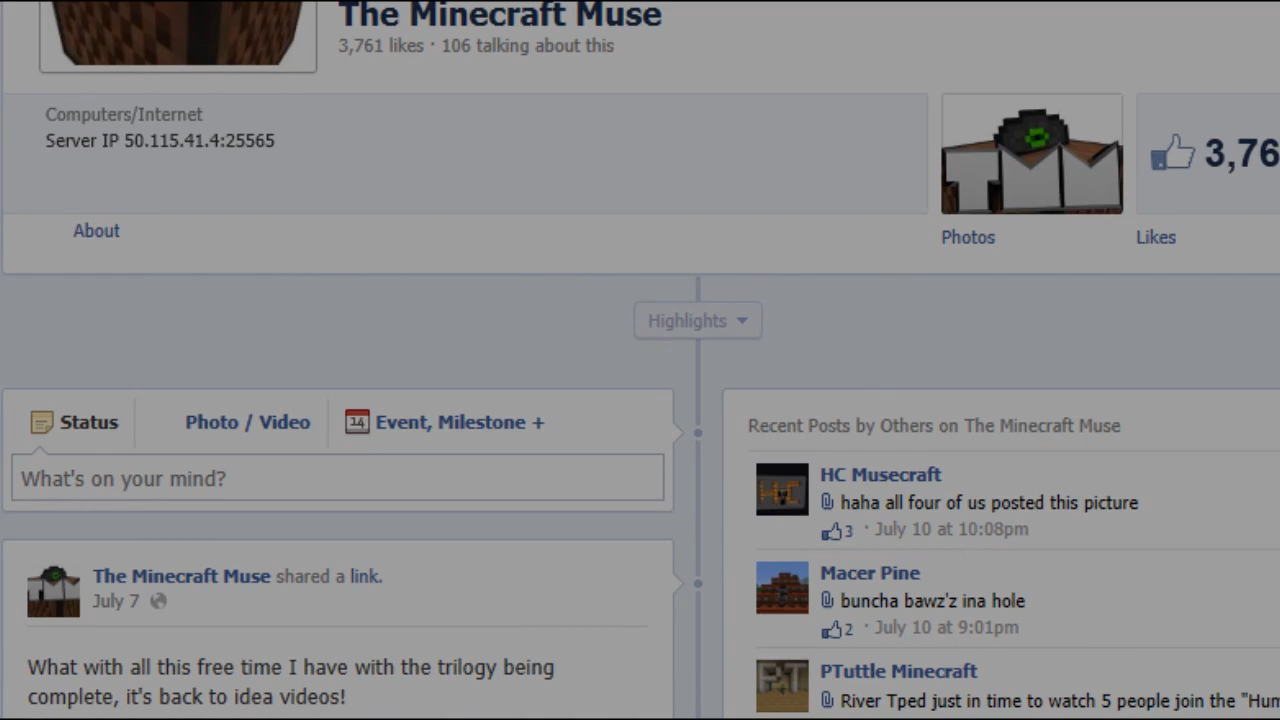 The Minecraft Muse
3,761 likes · 106 talking about this
Computers/Internet
Server IP 50.115.41.4:25565
TMM
3,76
About
Photos
Likes
Highlights
Status
Photo / Video
14
Event, Milestone +
What's on your mind?
The Minecraft Muse shared a link.
July 7
What with all this free time I have with the trilogy being
complete, it's back to idea videos!
Recent Posts by Others on The Minecraft Muse
HC
HC Musecraft
haha all four of us posted this picture
3 · July 10 at 10:08pm
Macer Pine
buncha bawz'z ina hole
2 · July 10 at 9:01pm
PT
PTuttle Minecraft
River Tped just in time to watch 5 people join the "Hun